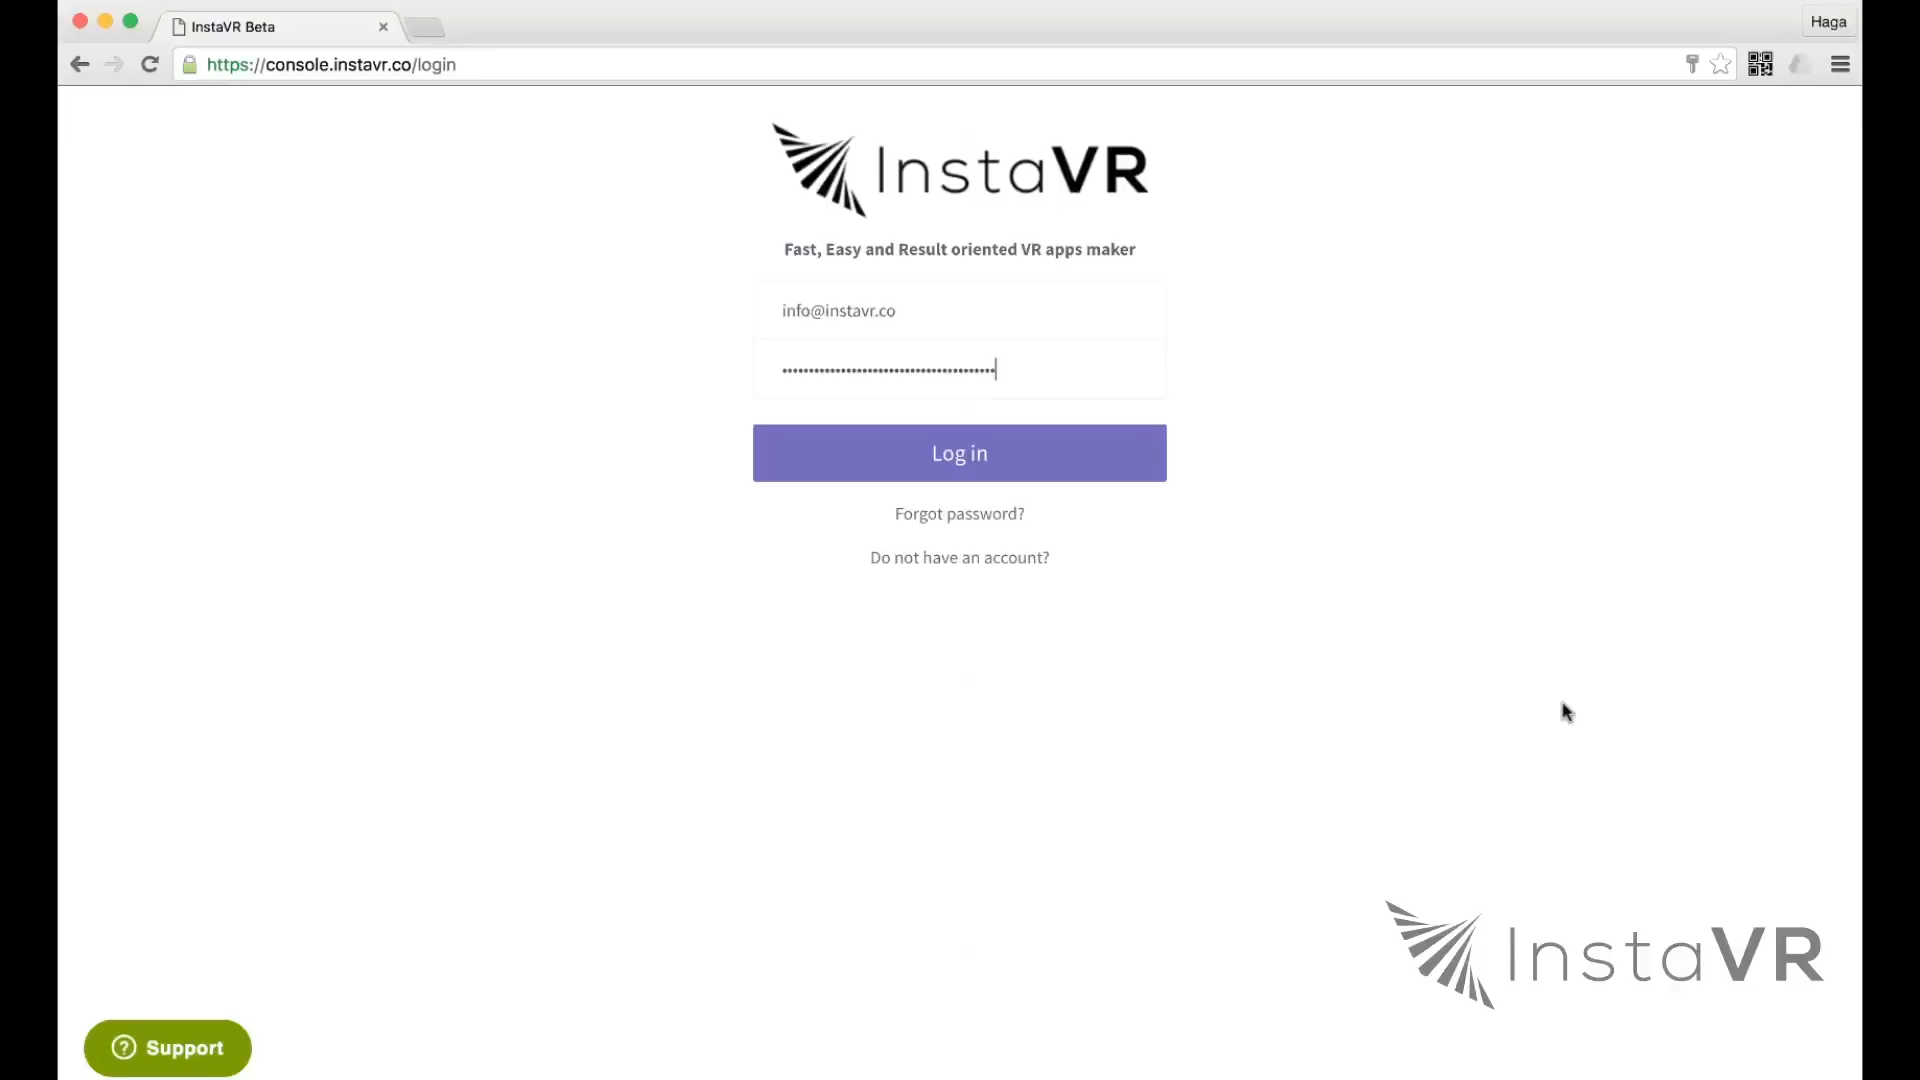 InstaVR Beta
Haga
https://console.instavr.co/login
InstaVR
Fast, Easy and Result oriented VR apps maker
info@instavr.co
Log in
Forgot password?
Do not have an account?
InstaVR
? Support